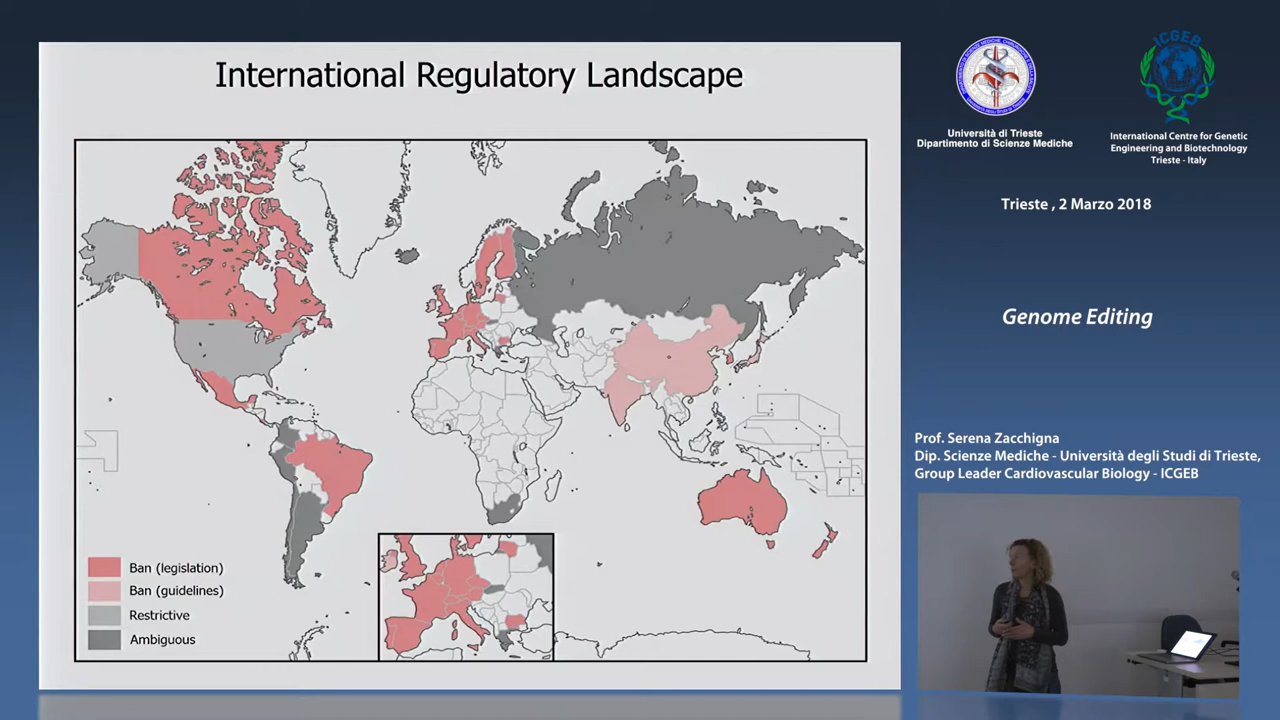 International Regulatory Landscape
Ban (legislation)
Ban (guidelines)
Restrictive
Ambiguous
ICGEB
Università di Trieste
Dipartimento di Scienze Mediche
International Centre for Genetic
Engineering and Biotechnology
Trieste - Italy
Trieste , 2 Marzo 2018
Genome Editing
Prof. Serena Zacchigna
Dip. Scienze Mediche - Università degli Studi di Trieste,
Group Leader Cardiovascular Biology - ICGEB